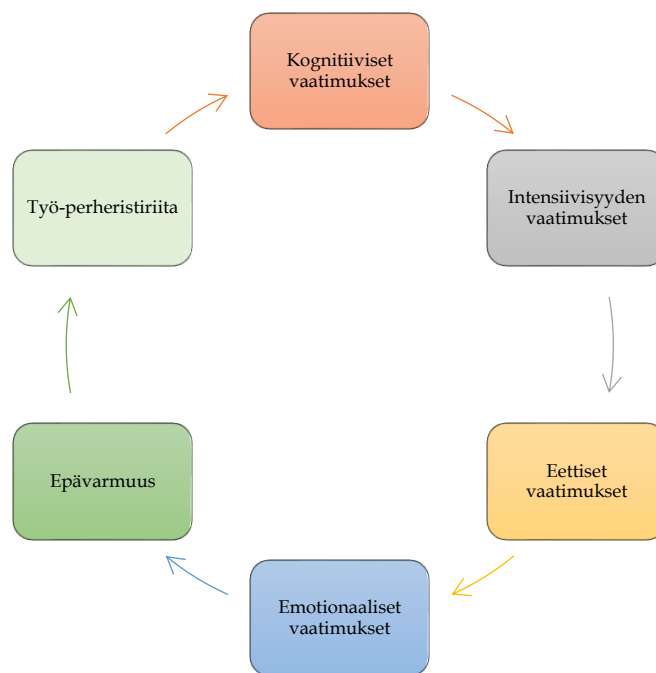 Kognitiiviset
vaatimukset
Intensiivisyyden
vaatimukset
Eettiset
vaatimukset
Emotionaaliset
vaatimukset
Epävarmuus
Työ-perheristiriita